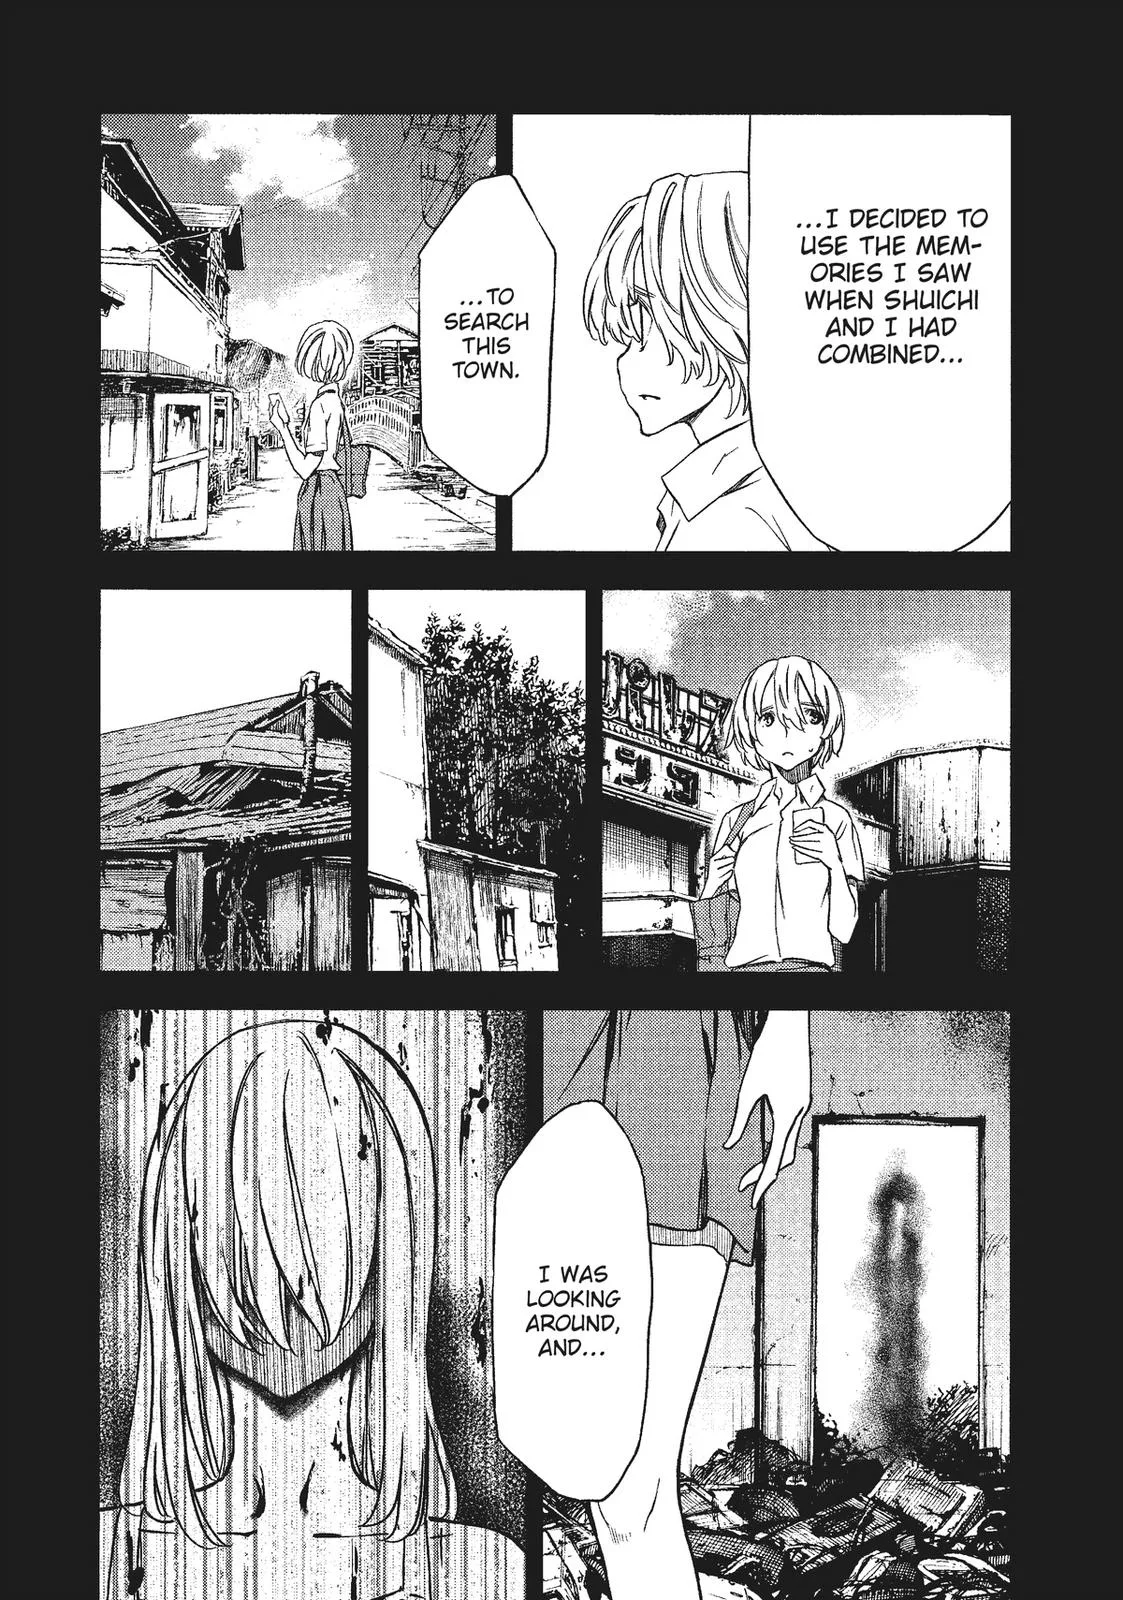 ...I DECIDED TO
USE THE MEM-
ORIES I SAW
WHEN SHUICHI
AND I HAD
COMBINED...
...TO
SEARCH
THIS
TOWN.
I WAS
LOOKING
AROUND,
AND...